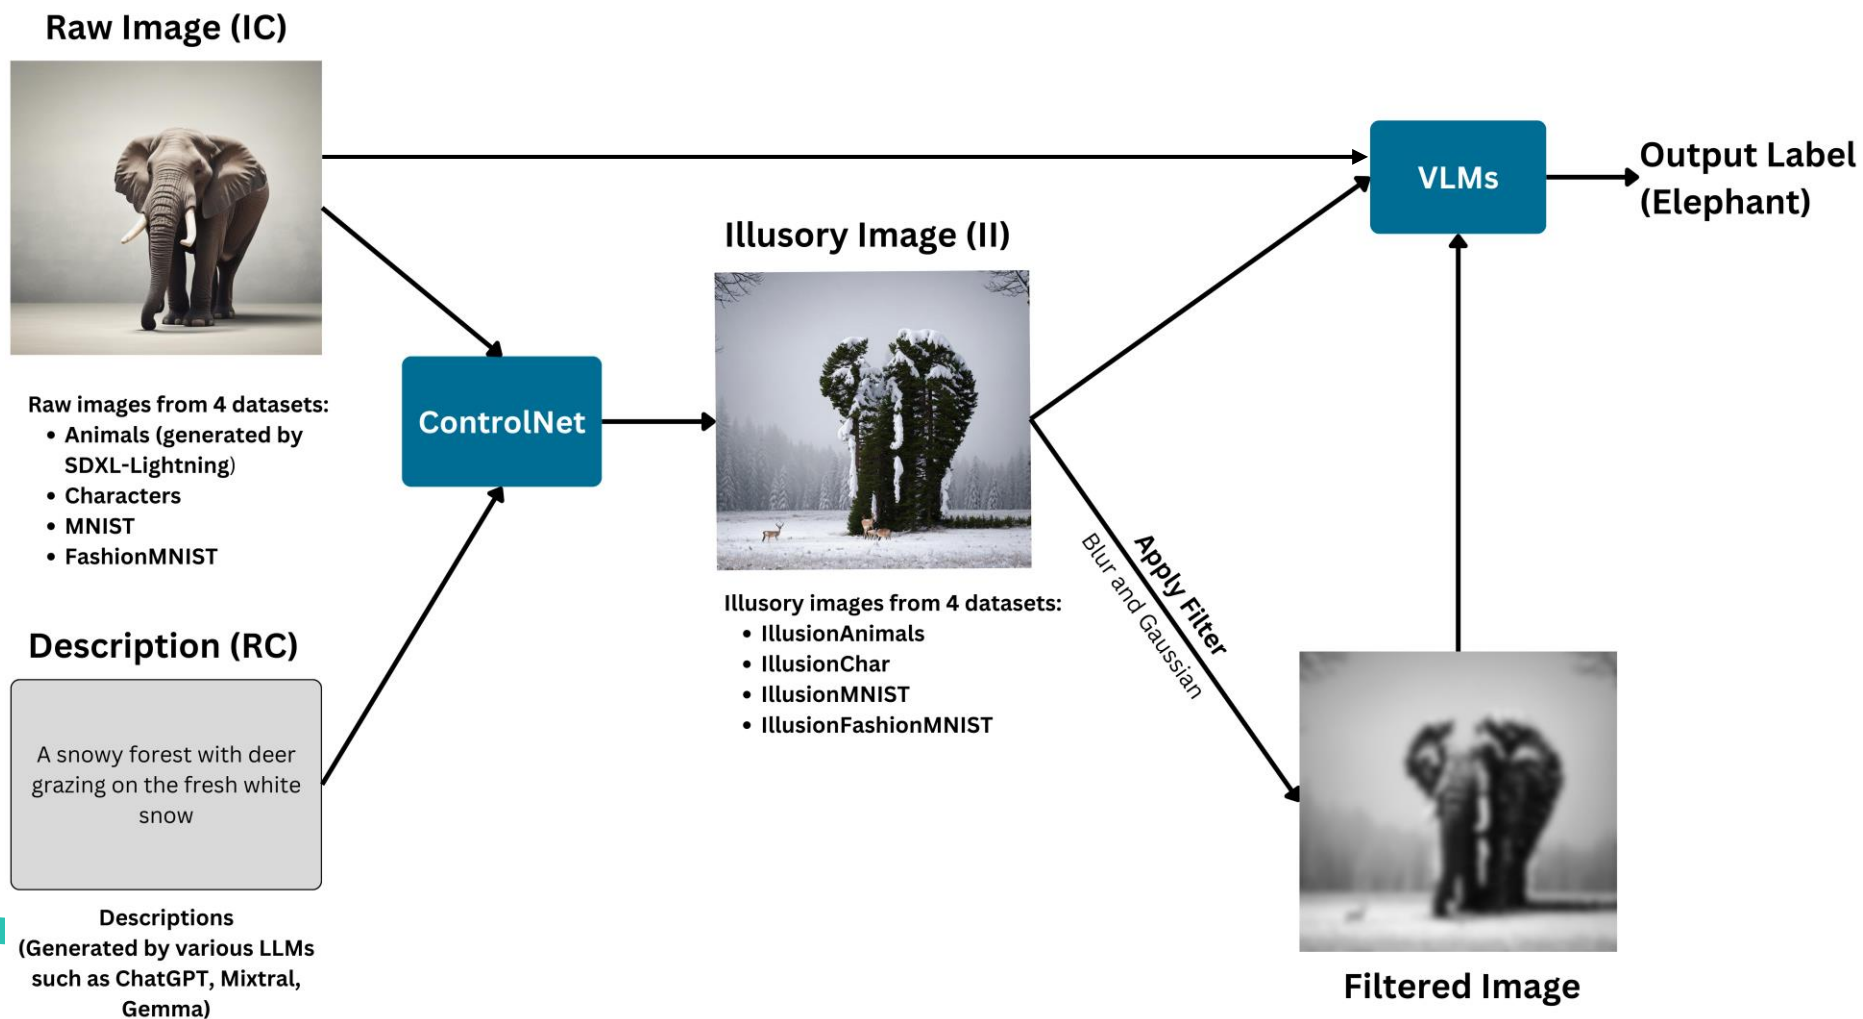 Raw Image (IC)
Raw images from 4 datasets:
• Animals (generated by
SDXL-Lightning)
• Characters
• MNIST
• FashionMNIST
Description (RC)
A snowy forest with deer
grazing on the fresh white
snow
Descriptions
(Generated by various LLMs
such as ChatGPT, Mixtral,
Gemma)
ControlNet
Illusory Image (II)
Illusory images from 4 datasets:
• IllusionAnimals
• IllusionChar
• IllusionMNIST
• IllusionFashionMNIST
Apply Filter
Blur and Gaussian
VLMs
Output Label
(Elephant)
Filtered Image